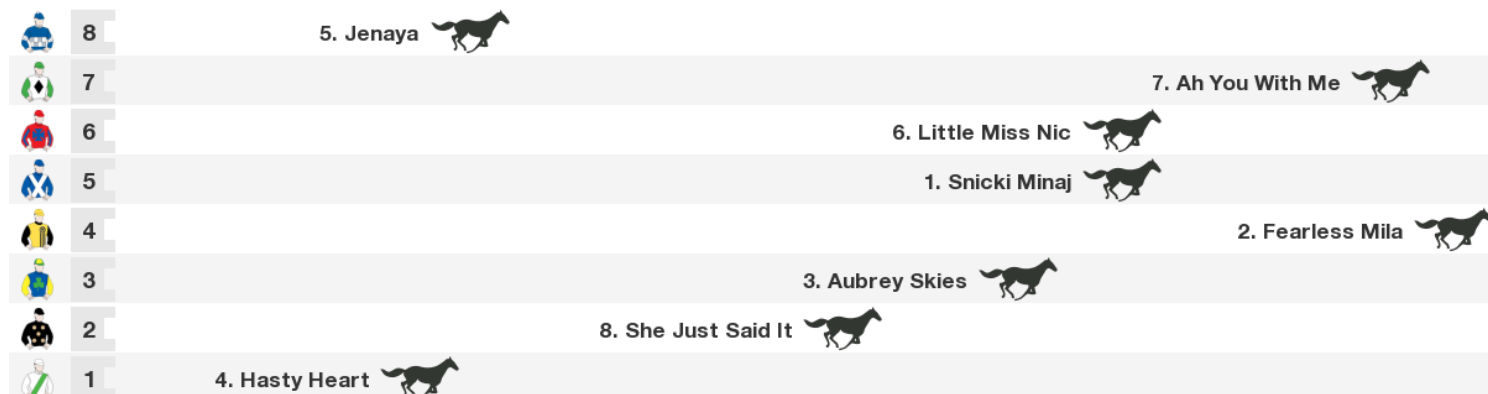 8 5. Jenaya
7 7. Ah You With Me
6 6. Little Miss Nic
5 1. Snicki Minaj
4 2. Fearless Mila
3 3. Aubrey Skies
2 8. She Just Said It
1 4. Hasty Heart